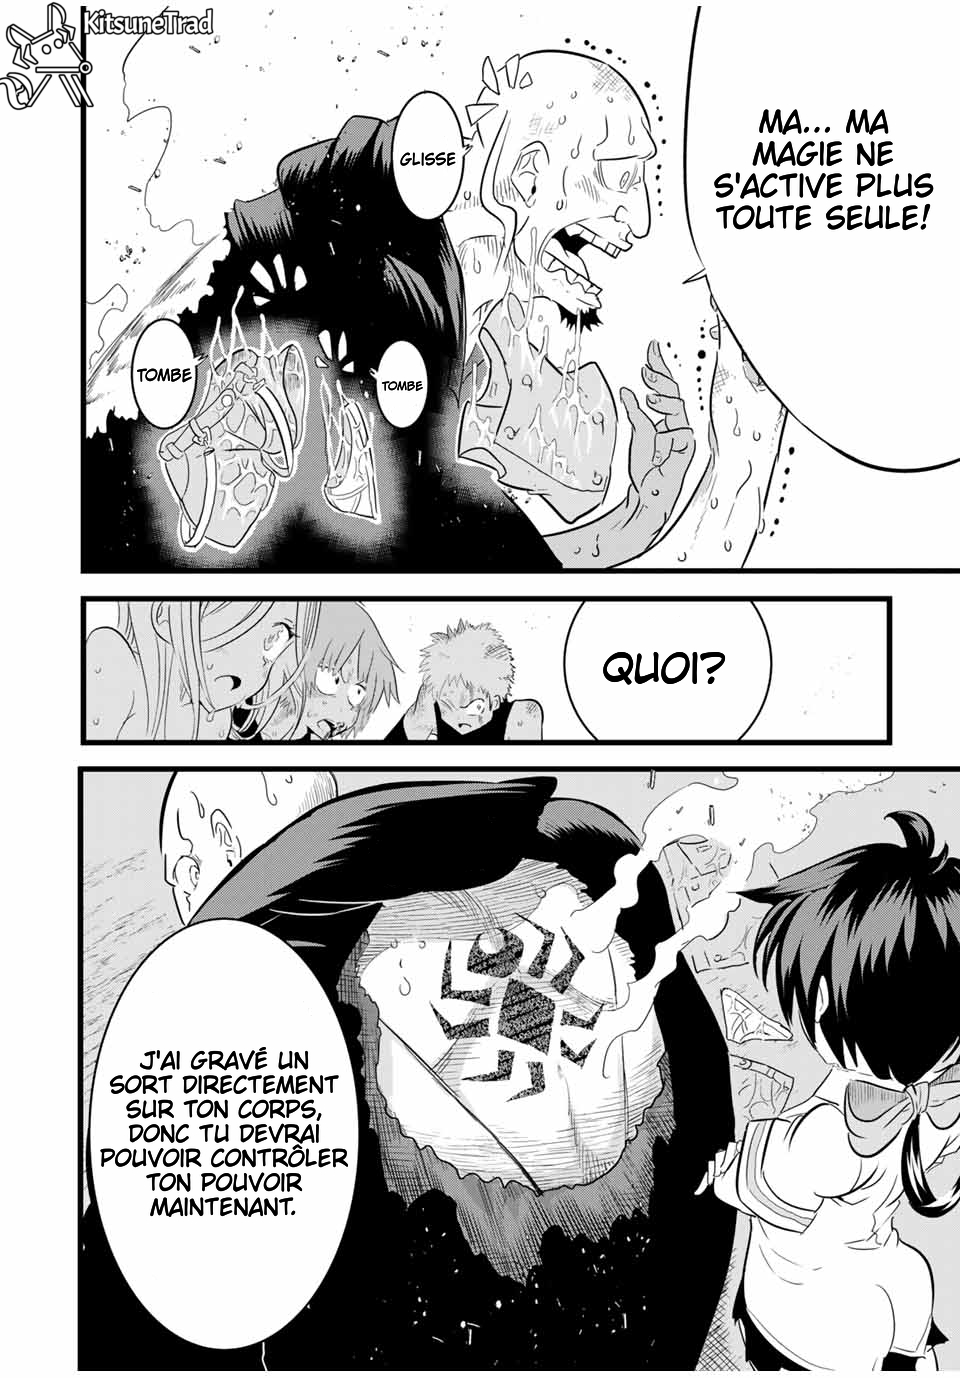 KitsuneTrad
MA... MA
MAGIE NE
S'ACTIVE PLUS
TOUTE SEULE!
GLISSE
TOMBE
TOMBE
QUOI?
J'AI GRAVÉ UN
SORT DIRECTEMENT
SUR TON CORPS,
DONC TU DEVRAI
POUVOIR CONTRÔLER
TON POUVOIR
MAINTENANT.